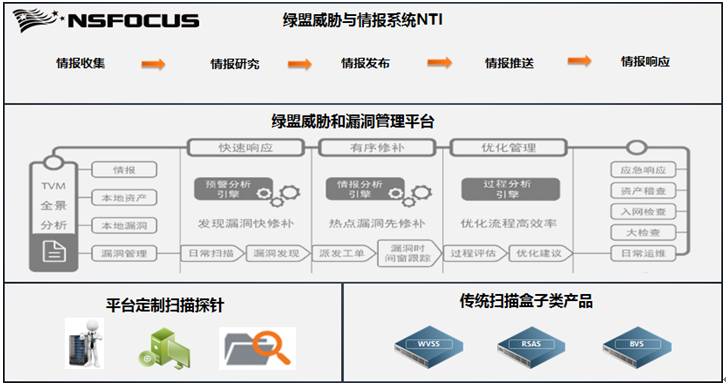 NSFOCUS
绿盟威胁与情报系统NTI
情报收集
情报研究
情报发布
情报推送
情报响应
绿盟威胁和漏洞管理平台
快速响应
有序修补
优化管理
TVM
全景
分析
情报
本地资产
本地漏洞
漏洞管理
预警分析
引擎
发现漏洞快修补
日常扫描
漏洞发现
情报分析
引擎
热点漏洞先修补
派发工单
漏洞时
间窗跟踪
过程分析
引擎
优化流程高效率
过程评估
优化建议
应急响应
资产稽查
入网检查
大检查
日常运维
平台定制扫描探针
传统扫描盒子类产品
WVSS
RSAS
BVS